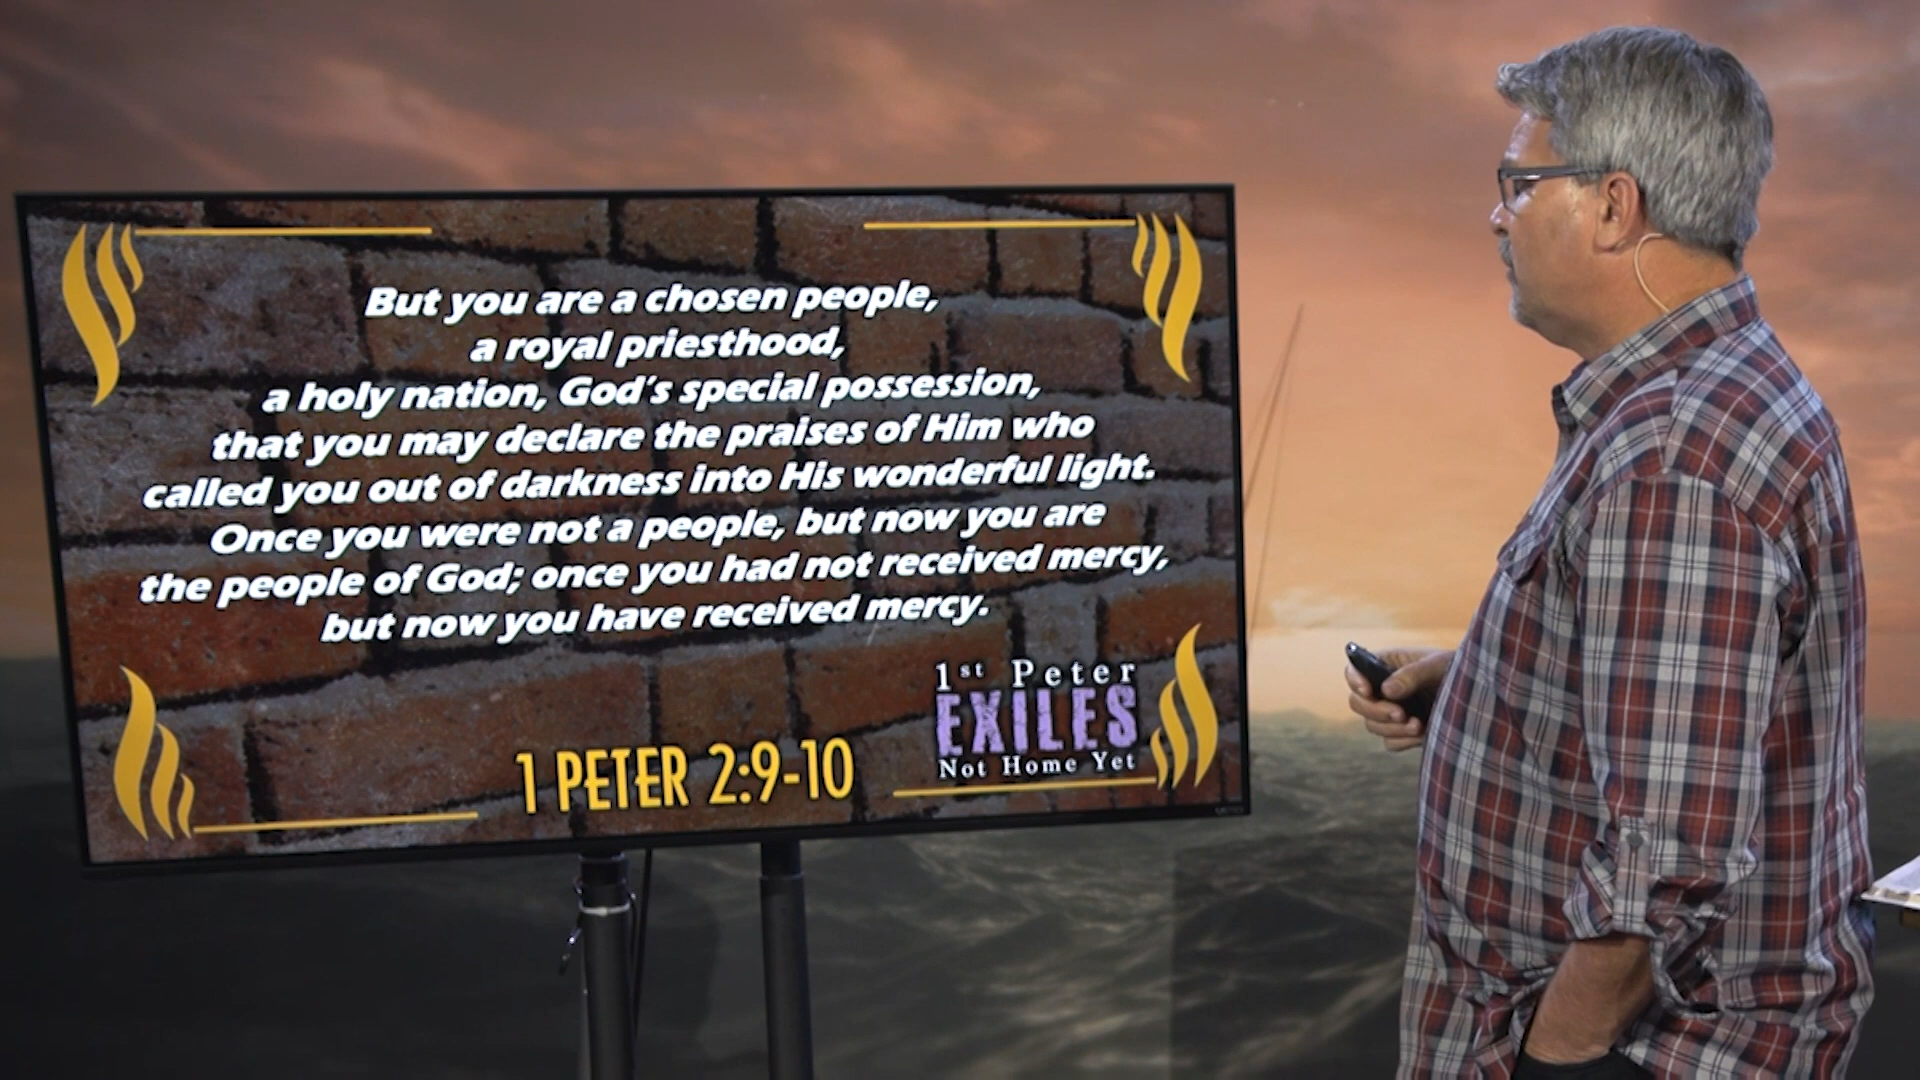 But you are a chosen people,
a royal priesthood,
a holy nation, God's special possession,
that you may declare the praises of Him who
called you out of darkness into His wonderful light.
Once you were not a people, but now you are
the people of God; once you had not received mercy,
but now you have received mercy.
1st Peter
EXILES
Not Home Yet
1 PETER 2:9-10